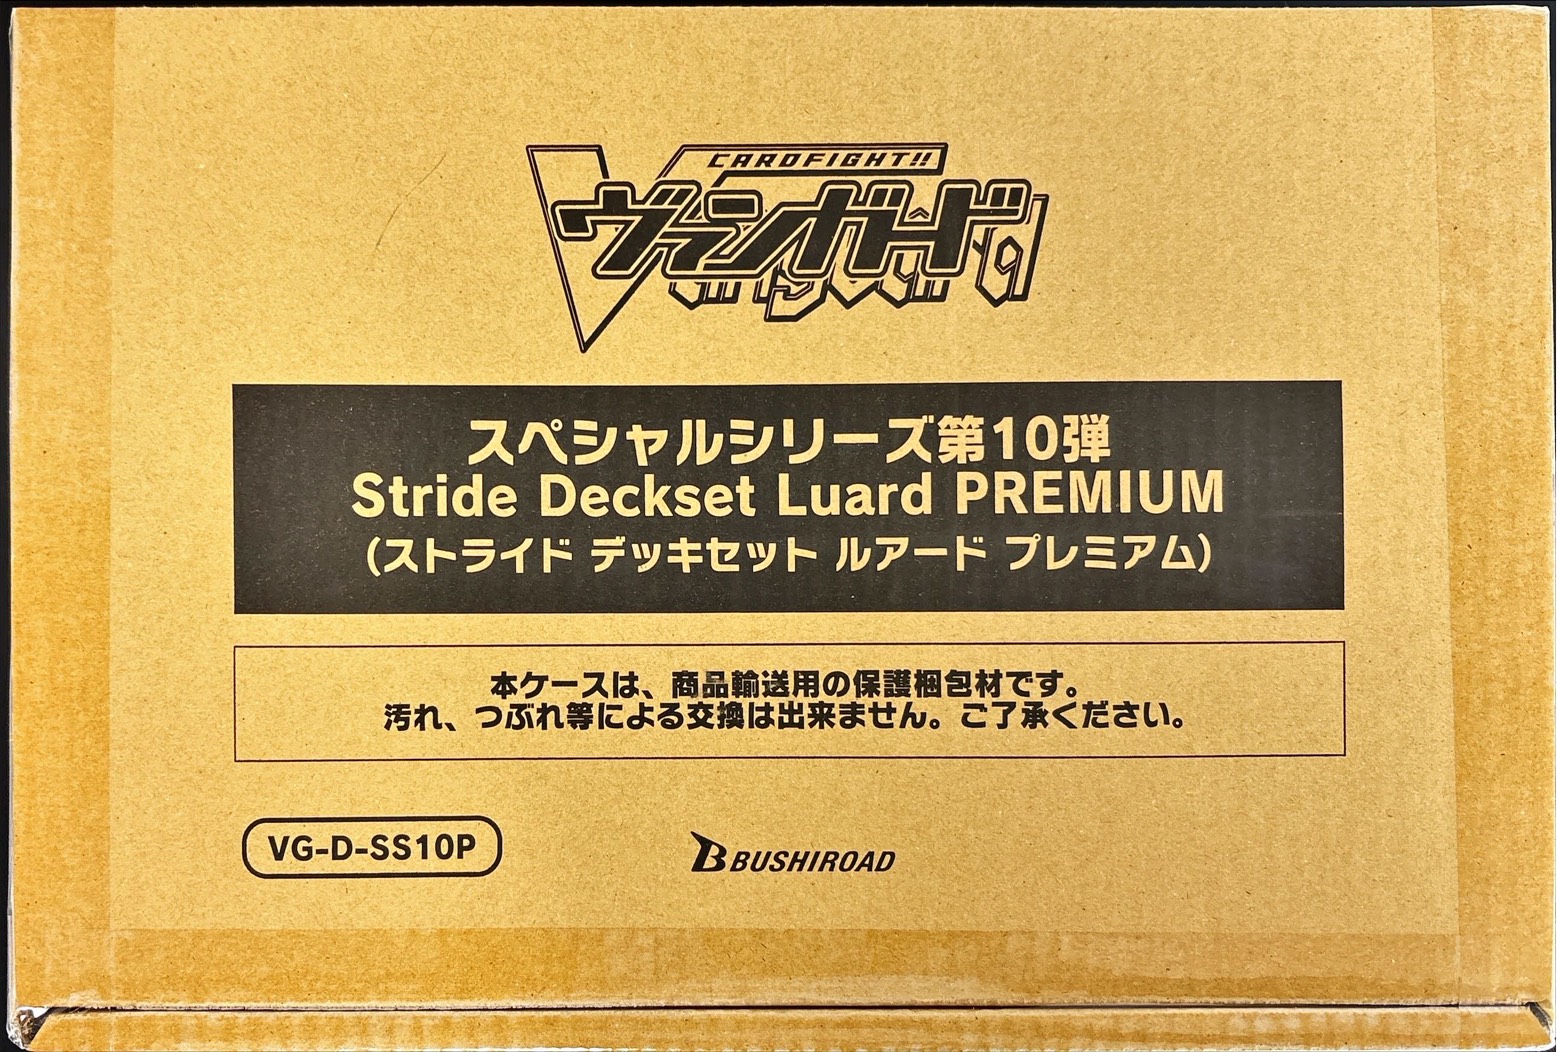 CARDFIGHT!!
ヴァンガード
Vanguard
スペシャルシリーズ第10弾
Stride Deckset Luard PREMIUM
(ストライド デッキセット ルアード プレミアム)
本ケースは、商品輸送用の保護梱包材です。
汚れ、つぶれ等による交換は出来ません。ご了承ください。
VG-D-SS10P
BUSHIROAD